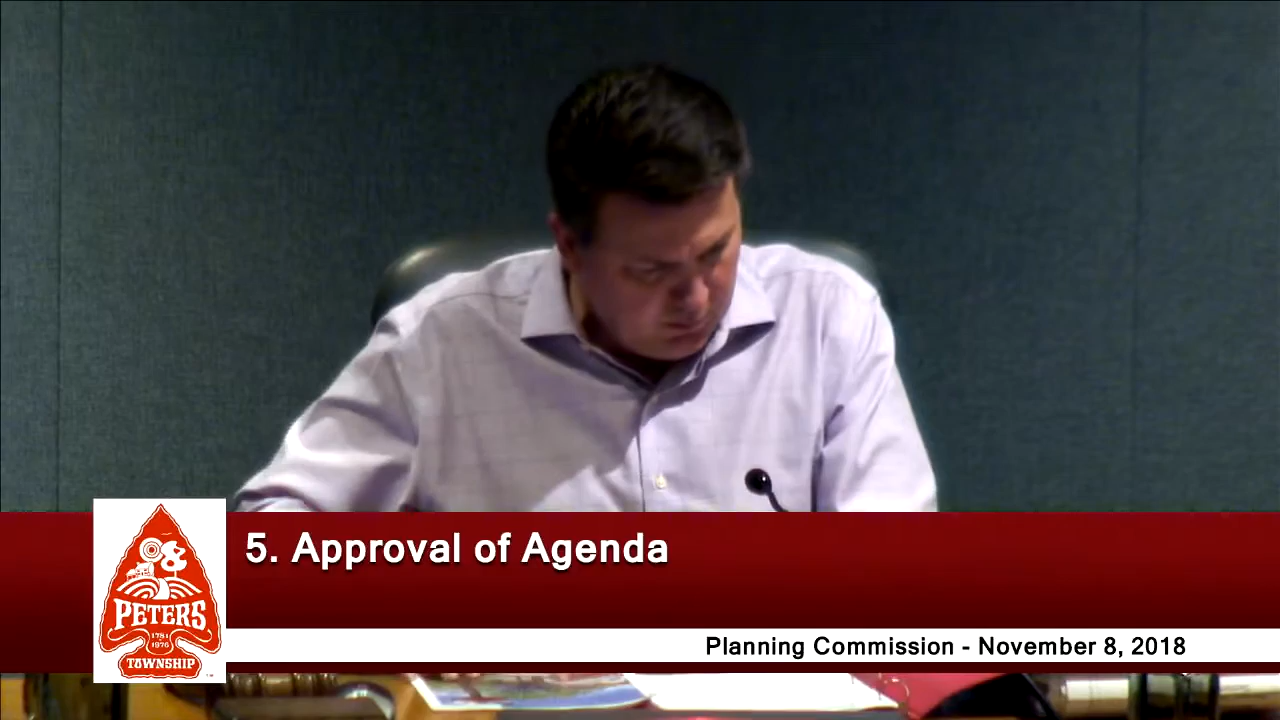 5. Approval of Agenda
Planning Commission - November 8, 2018
PETERS
1781
1976
TOWNSHIP